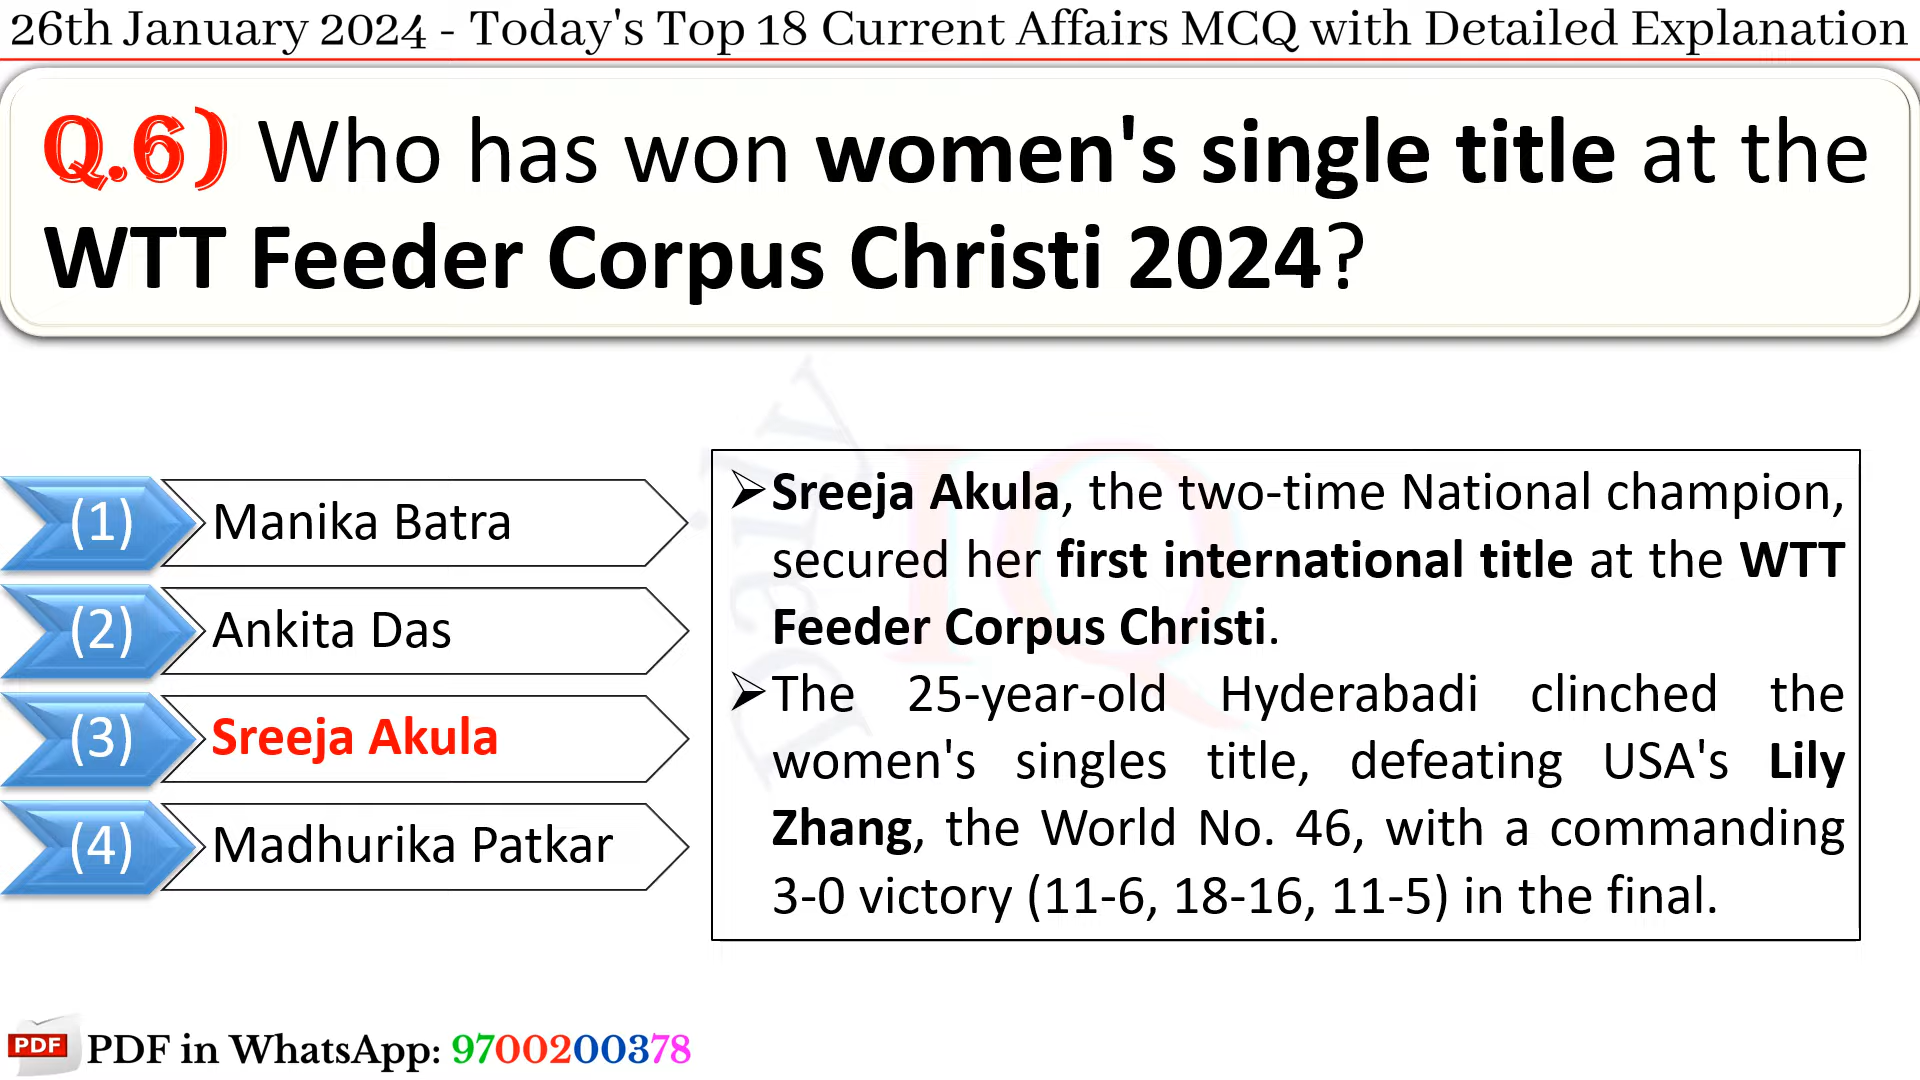 26th January 2024 - Today's Top 18 Current Affairs MCQ with Detailed Explanation
Q.6) Who has won women's single title at the
WTT Feeder Corpus Christi 2024?
(1) Manika Batra
(2) Ankita Das
(3) Sreeja Akula
(4) Madhurika Patkar
➢Sreeja Akula, the two-time National champion,
secured her first international title at the WTT
Feeder Corpus Christi.
➢The 25-year-old Hyderabadi clinched the
women's singles title, defeating USA's Lily
Zhang, the World No. 46, with a commanding
3-0 victory (11-6, 18-16, 11-5) in the final.
Daily
IQ
PDF PDF in WhatsApp: 9700200378